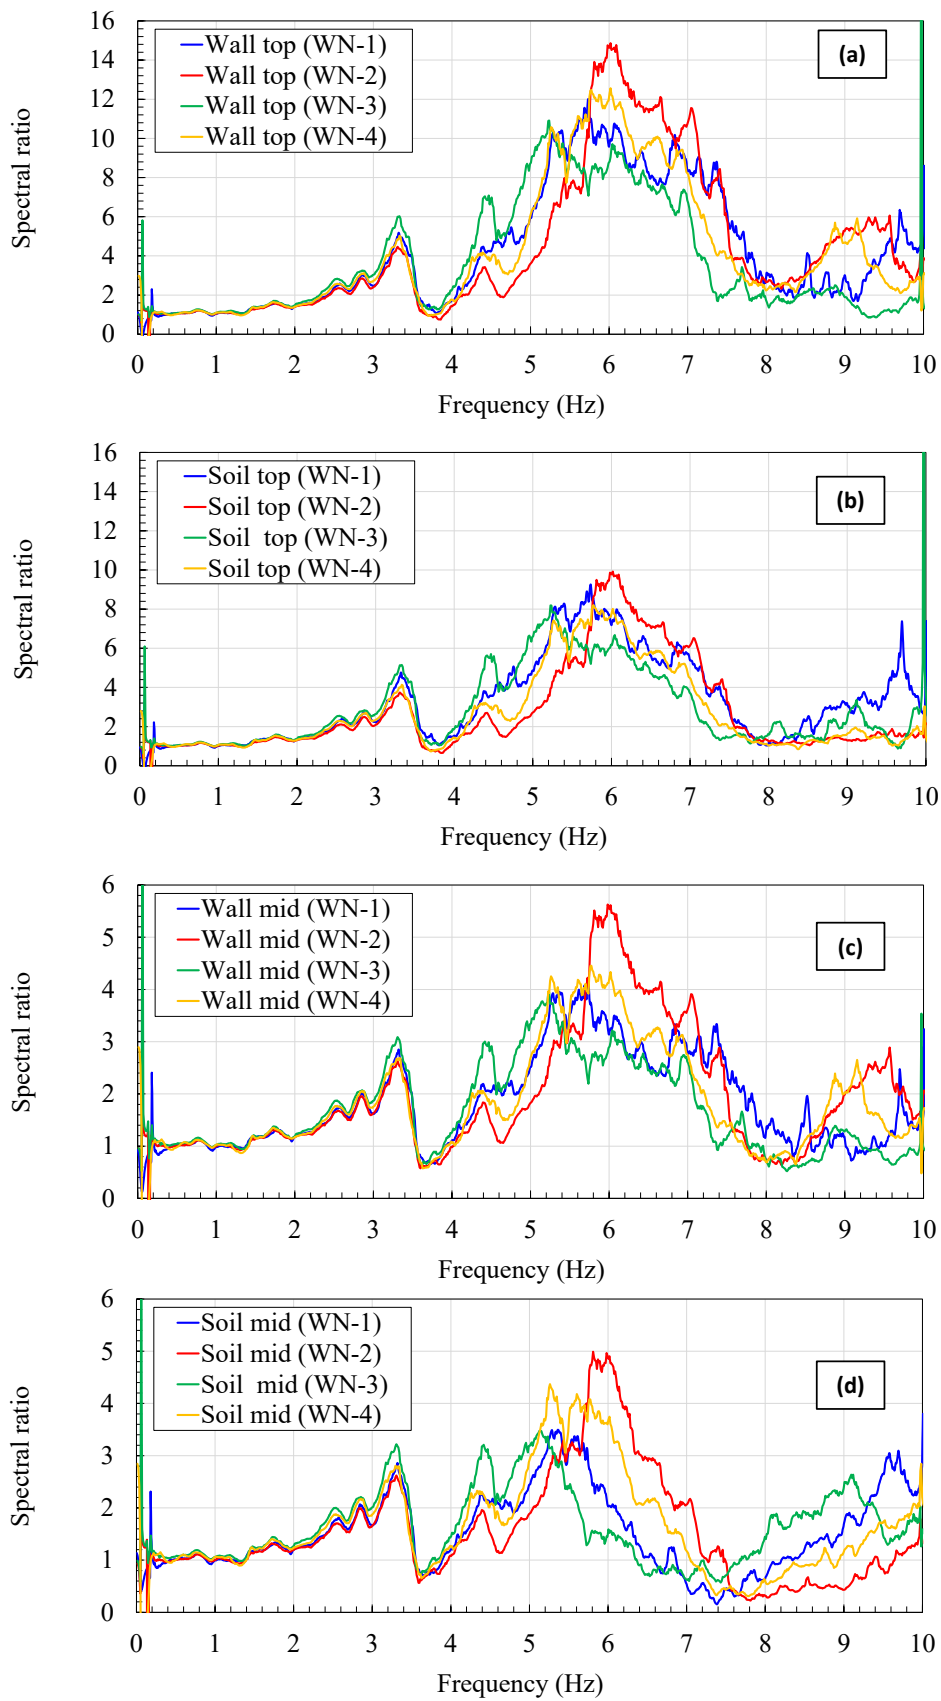 16
14
12
10
8
6
4
2
0
Spectral ratio
Wall top (WN-1)
Wall top (WN-2)
Wall top (WN-3)
Wall top (WN-4)
(a)
0 1 2 3 4 5 6 7 8 9 10
Frequency (Hz)
16
14
12
10
8
6
4
2
0
Spectral ratio
Soil top (WN-1)
Soil top (WN-2)
Soil top (WN-3)
Soil top (WN-4)
(b)
0 1 2 3 4 5 6 7 8 9 10
Frequency (Hz)
6
5
4
3
2
1
0
Spectral ratio
Wall mid (WN-1)
Wall mid (WN-2)
Wall mid (WN-3)
Wall mid (WN-4)
(c)
0 1 2 3 4 5 6 7 8 9 10
Frequency (Hz)
6
5
4
3
2
1
0
Spectral ratio
Soil mid (WN-1)
Soil mid (WN-2)
Soil mid (WN-3)
Soil mid (WN-4)
(d)
0 1 2 3 4 5 6 7 8 9 10
Frequency (Hz)